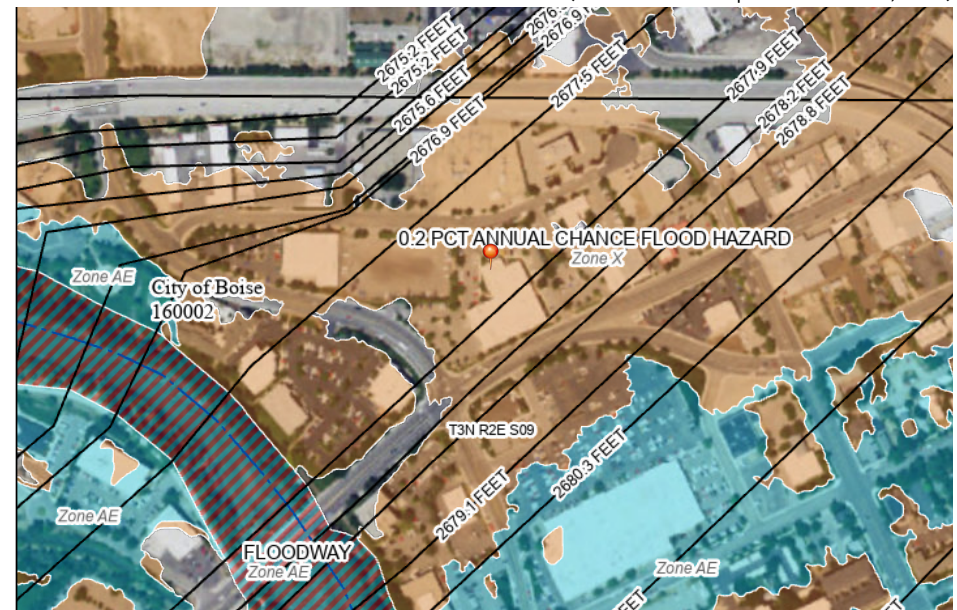 2675.2 FEET
2675.2 FEET
2675.6 FEET
2676.9 FEET
2676.9
2677.5 FEET
2677.9 FEET
2678.2 FEET
2678.8 FEET
0.2 PCT ANNUAL CHANCE FLOOD HAZARD
Zone X
Zone AE
City of Boise
160002
T3N R2E S09
2679.1 FEET
2680.3 FEET
Zone AE
FLOODWAY
Zone AE
Zone AE